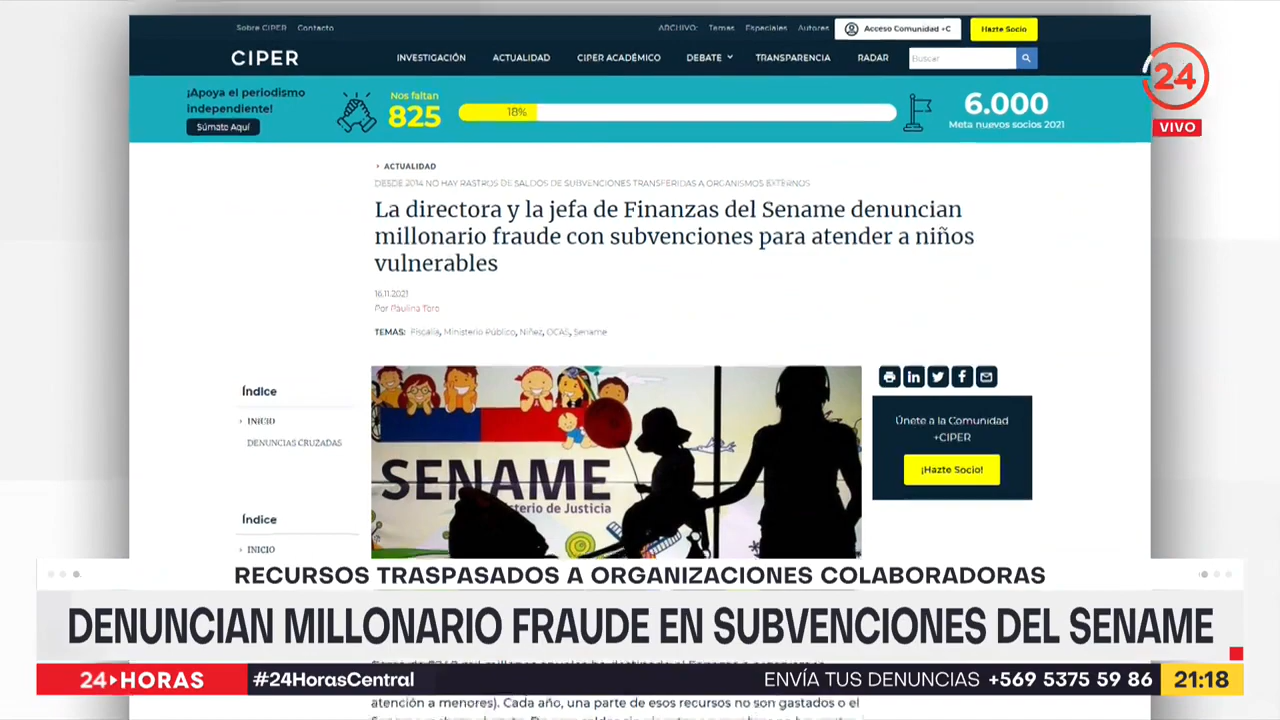 Sobre CIPER Contacto ARCHIVO: Temas Especiales Autores Acceso Comunidad +C Hazte Socio
CIPER INVESTIGACIÓN ACTUALIDAD CIPER ACADÉMICO DEBATE TRANSPARENCIA RADAR Buscar
24
VIVO
¡Apoya el periodismo
independiente!
Súmate Aquí
Nos faltan
825
18%
6.000
Meta nuevos socios 2021
› ACTUALIDAD
DESDE 2014 NO HAY RASTROS DE SALDOS DE SUBVENCIONES TRANSFERIDAS A ORGANISMOS EXTERNOS
La directora y la jefa de Finanzas del Sename denuncian
millonario fraude con subvenciones para atender a niños
vulnerables
16.11.2021
Por Paulina Toro
TEMAS: Fiscalía, Ministerio Público, Niñez, OCAS, Sename
Índice
› INICIO
DENUNCIAS CRUZADAS
Índice
› INICIO
SENAME
sterio de Justicia
Únete a la Comunidad
+CIPER
¡Hazte Socio!
RECURSOS TRASPASADOS A ORGANIZACIONES COLABORADORAS
DENUNCIAN MILLONARIO FRAUDE EN SUBVENCIONES DEL SENAME
24 HORAS #24HorasCentral ENVÍA TUS DENUNCIAS +569 5375 59 86 21:18
atención a menores). Cada año, una parte de esos recursos no son gastados o el